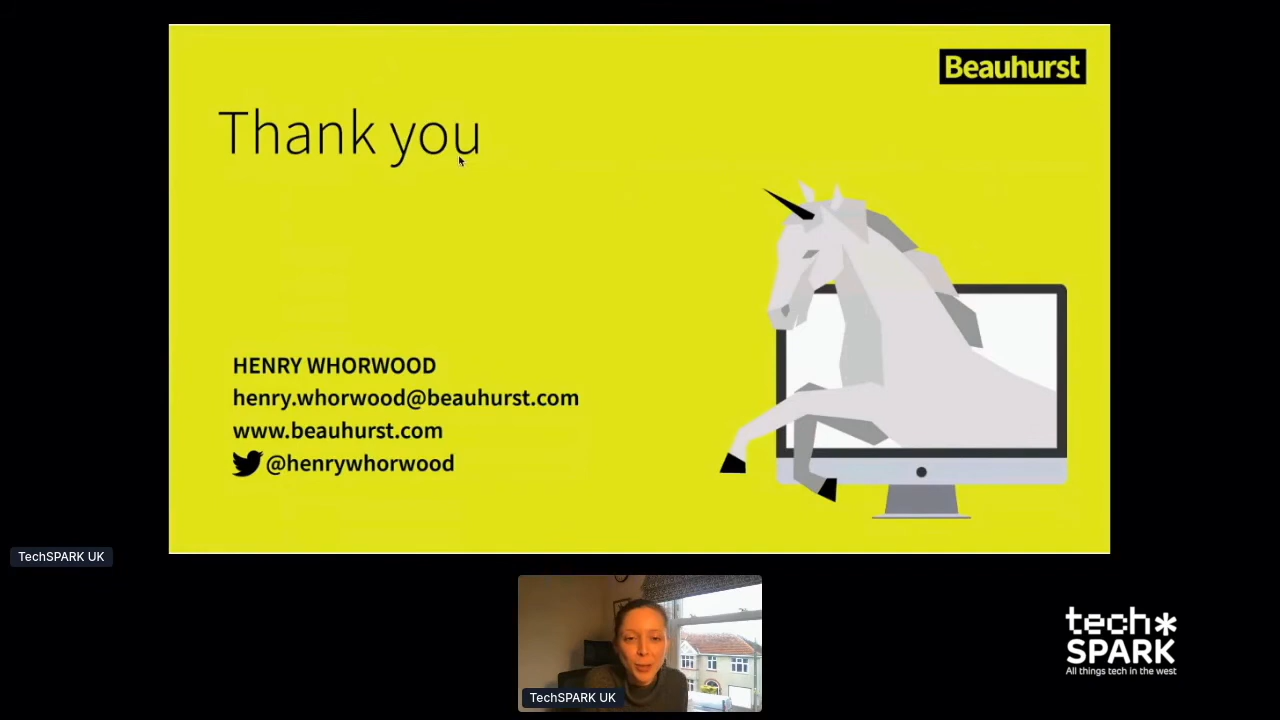 Beauhurst
Thank you
HENRY WHORWOOD
henry.whorwood@beauhurst.com
www.beauhurst.com
@henrywhorwood
TechSPARK UK
TechSPARK UK
tech*
SPARK
All things tech in the west